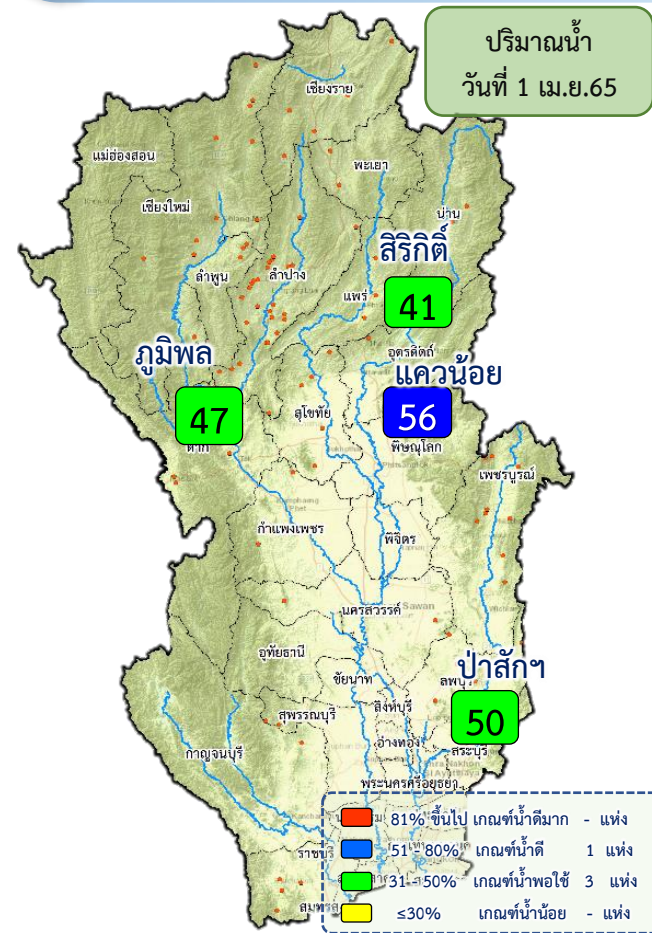 ปริมาณน้ำ
วันที่ 1 เม.ย.65
เชียงราย
แม่ฮ่องสอน
พะเยา
เชียงใหม่
น่าน
สิริกิติ์
ลำพูน
ลำปาง
แพร่
41
ภูมิพล
อุตรดิตถ์
แควน้อย
47
สุโขทัย
56
ตาก
พิษณุโลก
เพชรบูรณ์
กำแพงเพชร
พิจิตร
นครสวรรค์
Sawan
อุทัยธานี
ป่าสักฯ
ชัยนาท
ลพบุรี
สิงห์บุรี
สุพรรณบุรี
50
อ่างทอง
กาญจนบุรี
สระบุรี
พระนครศรีอยุธยา
81% ขึ้นไป เกณฑ์น้ำดีมาก - แห่ง
51 - 80% เกณฑ์น้ำดี 1 แห่ง
ราชบุรี
31 - 50% เกณฑ์น้ำพอใช้ 3 แห่ง
≤30% เกณฑ์น้ำน้อย - แห่ง